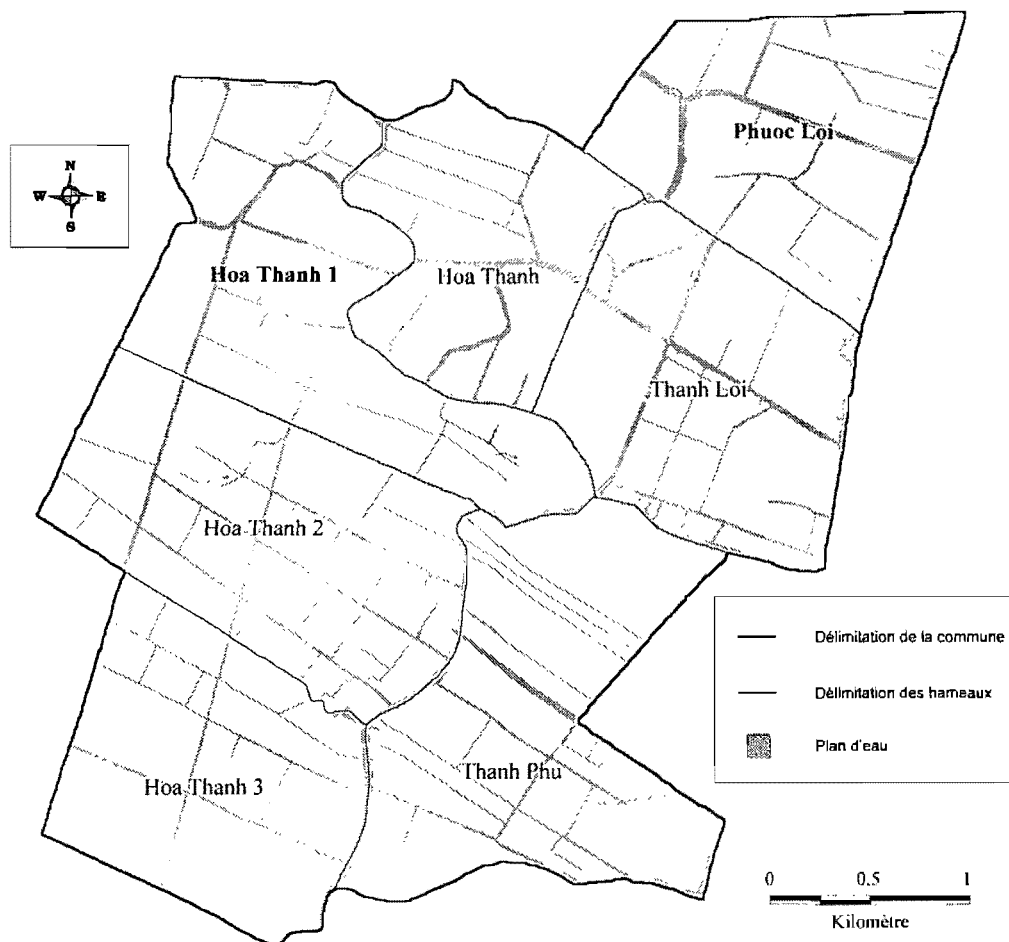 Phuoc Loi
N
W E
S
Hoa Thanh 1
Hoa Thanh
Thanh Loi
Hoa Thanh 2
Délimitation de la commune
Délimitation des hameaux
Plan d'eau
Thanh Phu
Hoa Thanh 3
0 0.5 1
Kilomètre